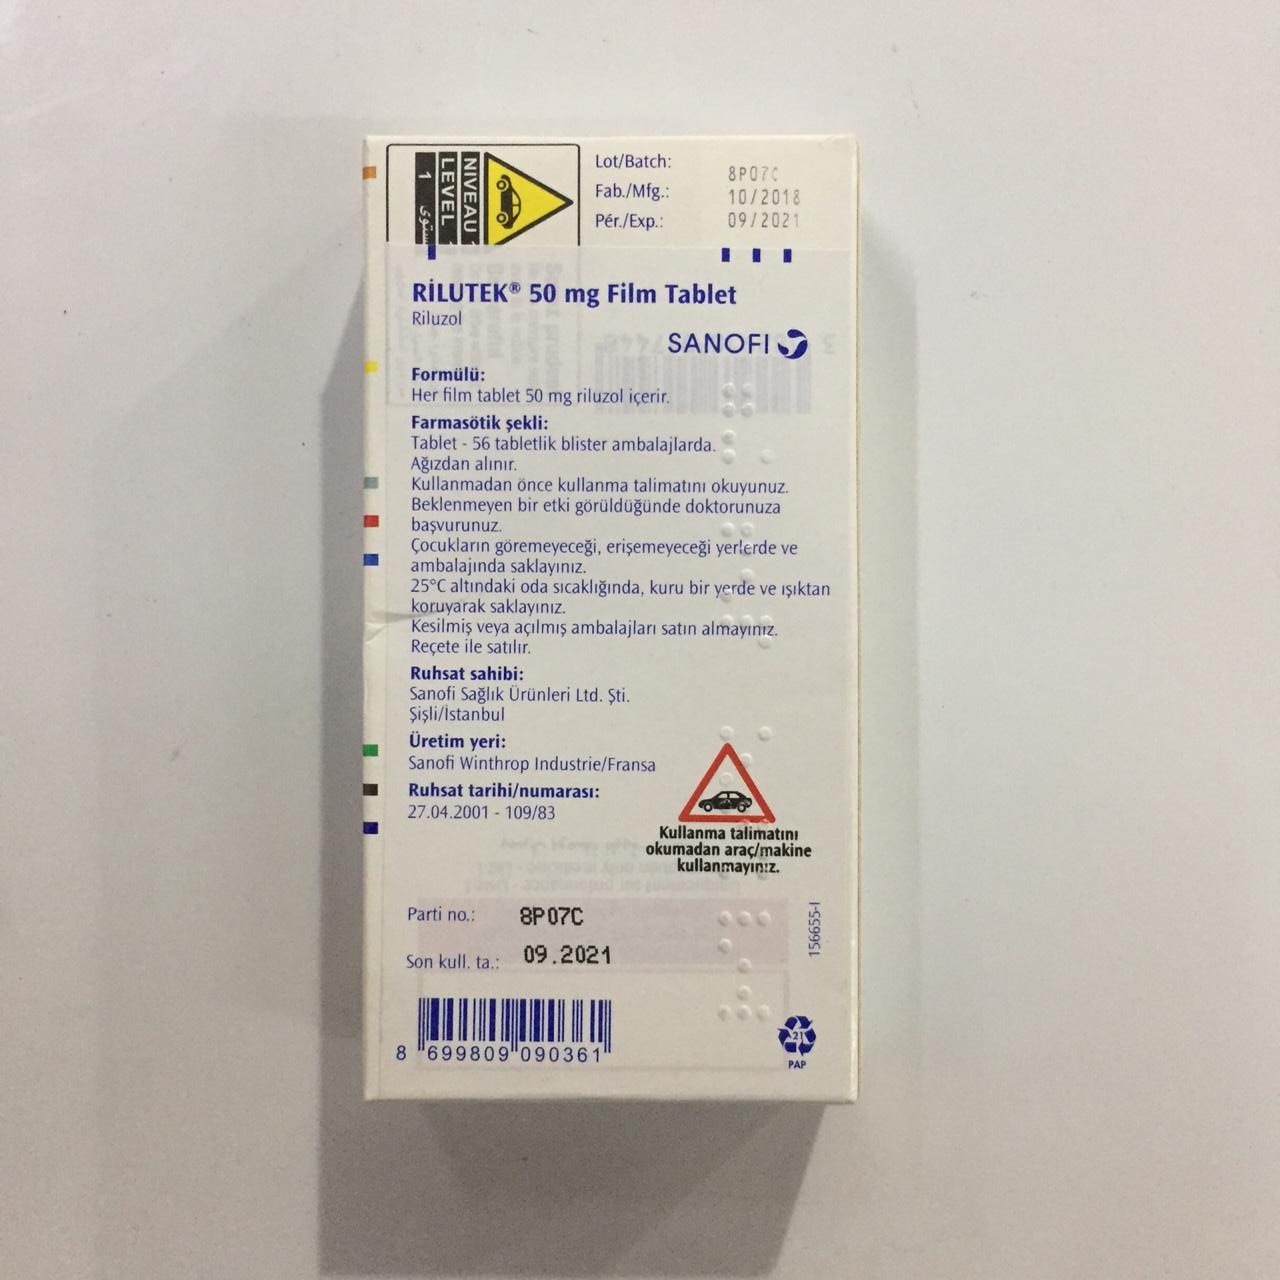 NIVEAU 1
LEVEL 1
مستوى 1
Lot/Batch: 8P07C
Fab./Mfg.: 10/2018
Pér./Exp.: 09/2021
RİLUTEK® 50 mg Film Tablet
Riluzol
SANOFI
Formülü:
Her film tablet 50 mg riluzol içerir.
Farmasötik şekli:
Tablet - 56 tabletlik blister ambalajlarda.
Ağızdan alınır.
Kullanmadan önce kullanma talimatını okuyunuz.
Beklenmeyen bir etki görüldüğünde doktorunuza
başvurunuz.
Çocukların göremeyeceği, erişemeyeceği yerlerde ve
ambalajında saklayınız.
25°C altındaki oda sıcaklığında, kuru bir yerde ve ışıktan
koruyarak saklayınız.
Kesilmiş veya açılmış ambalajları satın almayınız.
Reçete ile satılır.
Ruhsat sahibi:
Sanofi Sağlık Ürünleri Ltd. Şti.
Şişli/İstanbul
Üretim yeri:
Sanofi Winthrop Industrie/Fransa
Ruhsat tarihi/numarası:
27.04.2001 - 109/83
Kullanma talimatını
okumadan araç/makine
kullanmayınız.
Parti no.: 8P07C
Son kull. ta.: 09.2021
156655-I
8 699809 090361
21
PAP